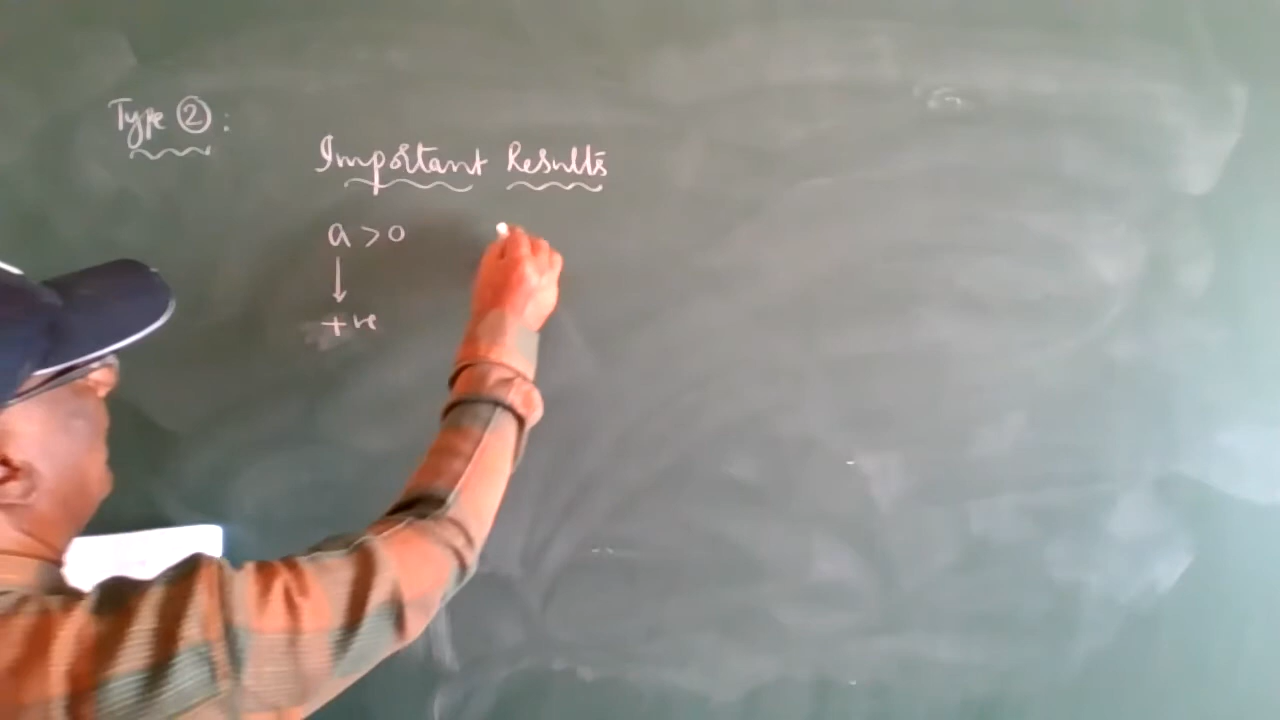 Type ②:
Important Results
a > 0
↓
+ve